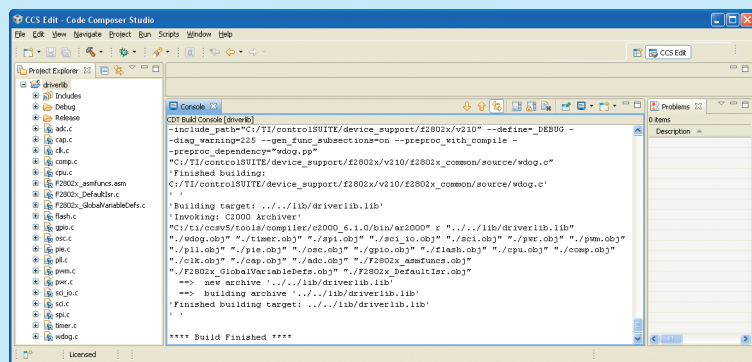 CCS Edit - Code Composer Studio
File Edit View Navigate Project Run Scripts Window Help
CCS Edit
Project Explorer
driverlib
Includes
Debug
Release
adc.c
cap.c
clk.c
comp.c
cpu.c
F2802x_asmfuncs.asm
F2802x_DefaultIsr.c
F2802x_GlobalVariableDefs.c
flash.c
gpio.c
osc.c
pie.c
pll.c
pwm.c
pwr.c
sci_io.c
sci.c
spi.c
timer.c
wdog.c
Console
CDT Build Console [driverlib]
-include_path="C:/TI/controlSUITE/device_support/f2802x/v210" --define=_DEBUG -
-diag_warning=225 --gen_func_subsections=on --preproc_with_compile -
-preproc_dependency="wdog.pp"
"C:/TI/controlSUITE/device_support/f2802x/v210/f2802x_common/source/wdog.c"
'Finished building:
C:/TI/controlSUITE/device_support/f2802x/v210/f2802x_common/source/wdog.c'
' '
'Building target: ../../lib/driverlib.lib'
'Invoking: C2000 Archiver'
"C:/ti/ccsv5/tools/compiler/c2000_6.1.0/bin/ar2000" r "../../lib/driverlib.lib"
"./wdog.obj" "./timer.obj" "./spi.obj" "./sci_io.obj" "./sci.obj" "./pwr.obj" "./pwm.obj"
"./pll.obj" "./pie.obj" "./osc.obj" "./gpio.obj" "./flash.obj" "./cpu.obj" "./comp.obj"
"./clk.obj" "./cap.obj" "./adc.obj" "./F2802x_asmfuncs.obj"
"./F2802x_GlobalVariableDefs.obj" "./F2802x_DefaultIsr.obj"
==> new archive '../../lib/driverlib.lib'
==> building archive '../../lib/driverlib.lib'
'Finished building target: ../../lib/driverlib.lib'
' '
**** Build Finished ****
Problems
0 items
Description
Licensed